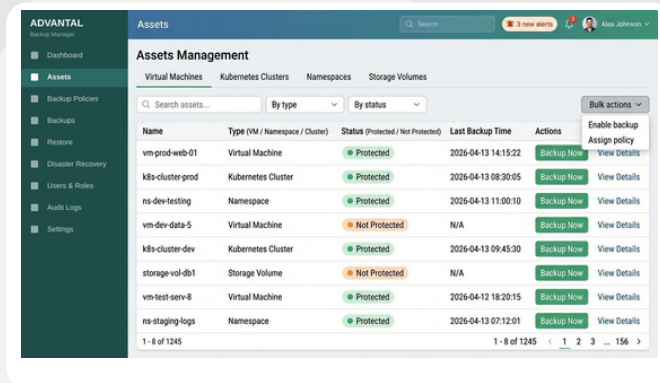 ADVANTAL
Backup Manager
Dashboard
Assets
Backup Policies
Backups
Restore
Disaster Recovery
Users & Roles
Audit Logs
Settings
Assets
Search
3 new alerts
Alex Johnson
Assets Management
Virtual Machines Kubernetes Clusters Namespaces Storage Volumes
Search assets... By type By status Bulk actions
Enable backup
Assign policy
Name Type (VM / Namespace / Cluster) Status (Protected / Not Protected) Last Backup Time Actions
vm-prod-web-01 Virtual Machine Protected 2026-04-13 14:15:22 Backup Now View Details
k8s-cluster-prod Kubernetes Cluster Protected 2026-04-13 08:30:05 Backup Now View Details
ns-dev-testing Namespace Protected 2026-04-13 11:00:10 Backup Now View Details
vm-dev-data-5 Virtual Machine Not Protected N/A Backup Now View Details
k8s-cluster-dev Kubernetes Cluster Protected 2026-04-13 09:45:30 Backup Now View Details
storage-vol-db1 Storage Volume Not Protected N/A Backup Now View Details
vm-test-serv-8 Virtual Machine Protected 2026-04-12 18:20:15 Backup Now View Details
ns-staging-logs Namespace Protected 2026-04-13 07:12:01 Backup Now View Details
1 - 8 of 1245 1 - 8 of 1245 < 1 2 3 ... 156 >